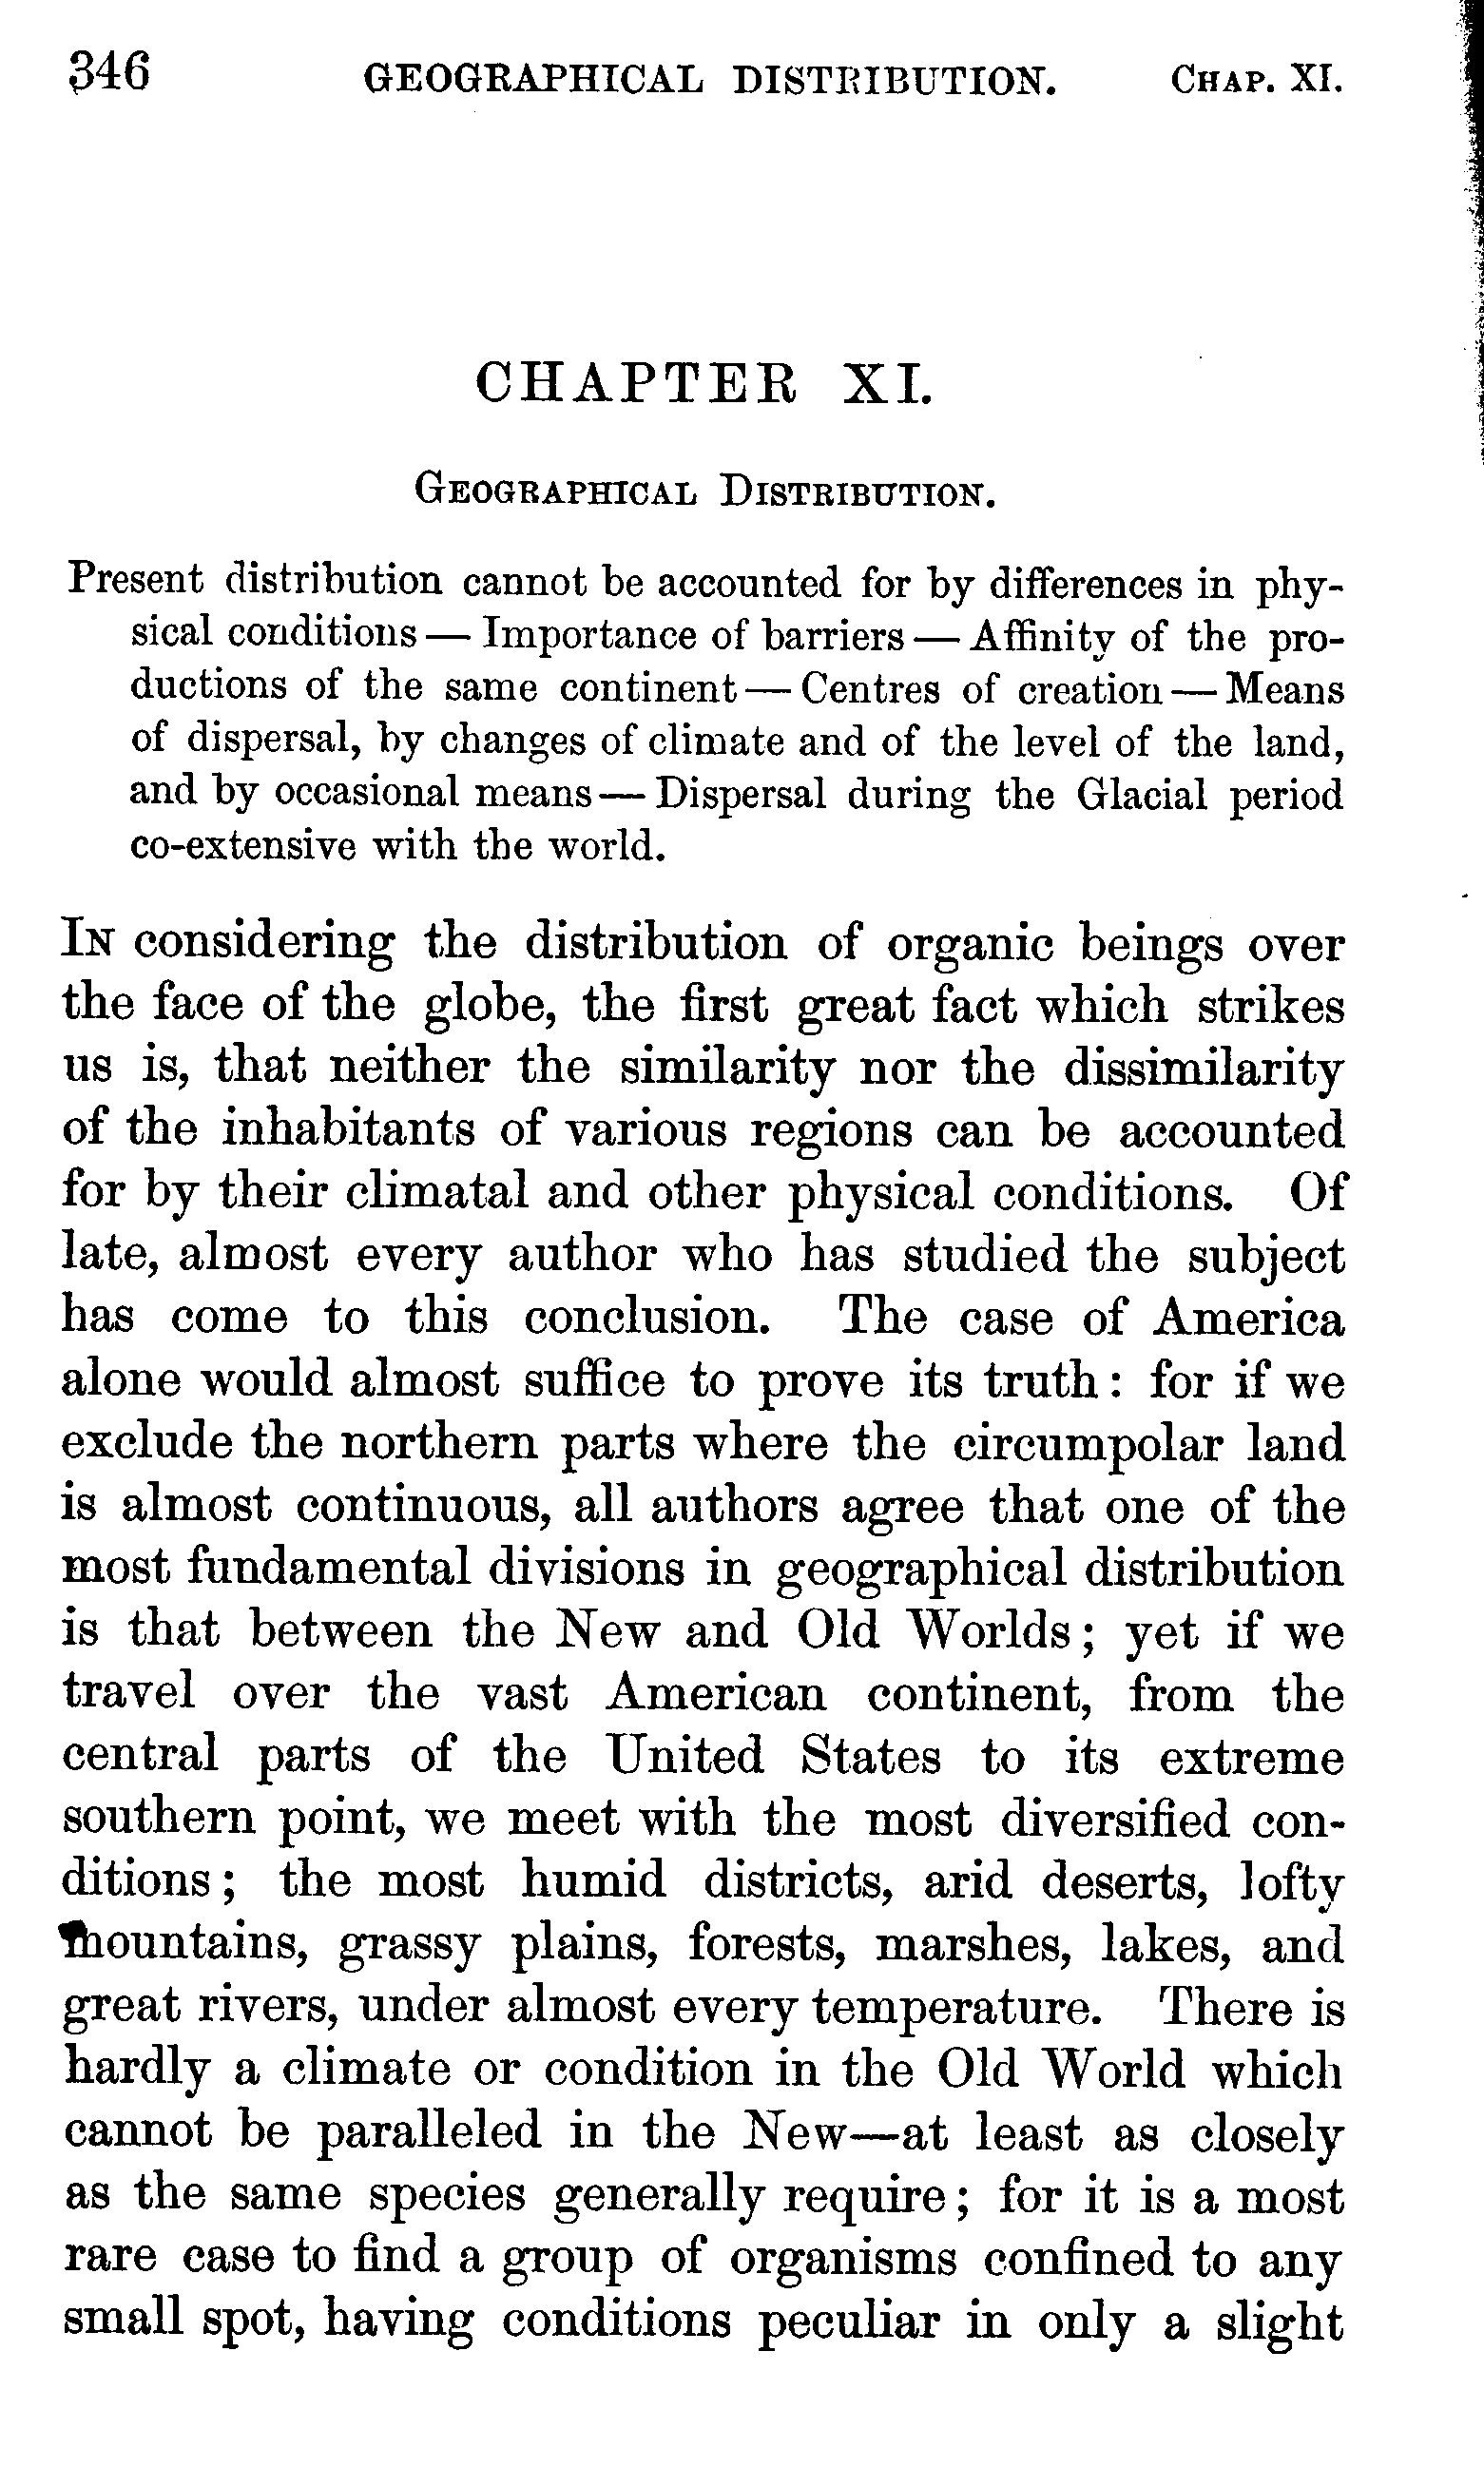 346 GEOGRAPHICAL DISTRIBUTION. CHAP. XI.
CHAPTER XI.
GEOGRAPHICAL DISTRIBUTION.
Present distribution cannot be accounted for by differences in phy-
sical conditions — Importance of barriers — Affinity of the pro-
ductions of the same continent — Centres of creation — Means
of dispersal, by changes of climate and of the level of the land,
and by occasional means — Dispersal during the Glacial period
co-extensive with the world.
IN considering the distribution of organic beings over
the face of the globe, the first great fact which strikes
us is, that neither the similarity nor the dissimilarity
of the inhabitants of various regions can be accounted
for by their climatal and other physical conditions. Of
late, almost every author who has studied the subject
has come to this conclusion. The case of America
alone would almost suffice to prove its truth: for if we
exclude the northern parts where the circumpolar land
is almost continuous, all authors agree that one of the
most fundamental divisions in geographical distribution
is that between the New and Old Worlds; yet if we
travel over the vast American continent, from the
central parts of the United States to its extreme
southern point, we meet with the most diversified con-
ditions; the most humid districts, arid deserts, lofty
mountains, grassy plains, forests, marshes, lakes, and
great rivers, under almost every temperature. There is
hardly a climate or condition in the Old World which
cannot be paralleled in the New—at least as closely
as the same species generally require; for it is a most
rare case to find a group of organisms confined to any
small spot, having conditions peculiar in only a slight